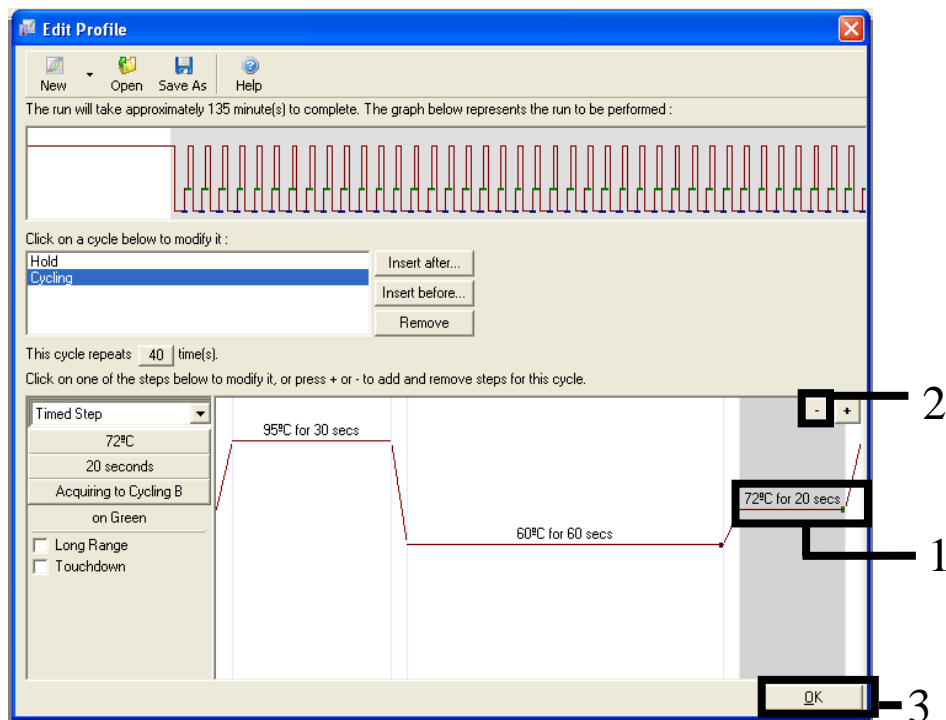 Edit Profile
New Open Save As Help
The run will take approximately 135 minute(s) to complete. The graph below represents the run to be performed :
Click on a cycle below to modify it :
Hold
Cycling
Insert after...
Insert before...
Remove
This cycle repeats 40 time(s).
Click on one of the steps below to modify it, or press + or - to add and remove steps for this cycle.
Timed Step
72ºC
20 seconds
Acquiring to Cycling B
on Green
Long Range
Touchdown
95ºC for 30 secs
60ºC for 60 secs
72ºC for 20 secs
- +
2
1
OK
3